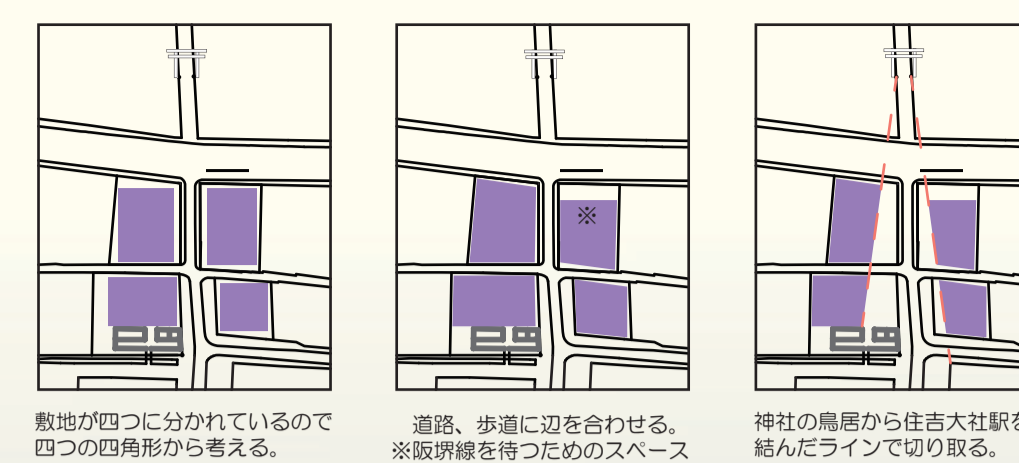 ※
敷地が四つに分かれているので
四つの四角形から考える。
道路、歩道に辺を合わせる。
※阪堺線を待つためのスペース
神社の鳥居から住吉大社駅を
結んだラインで切り取る。